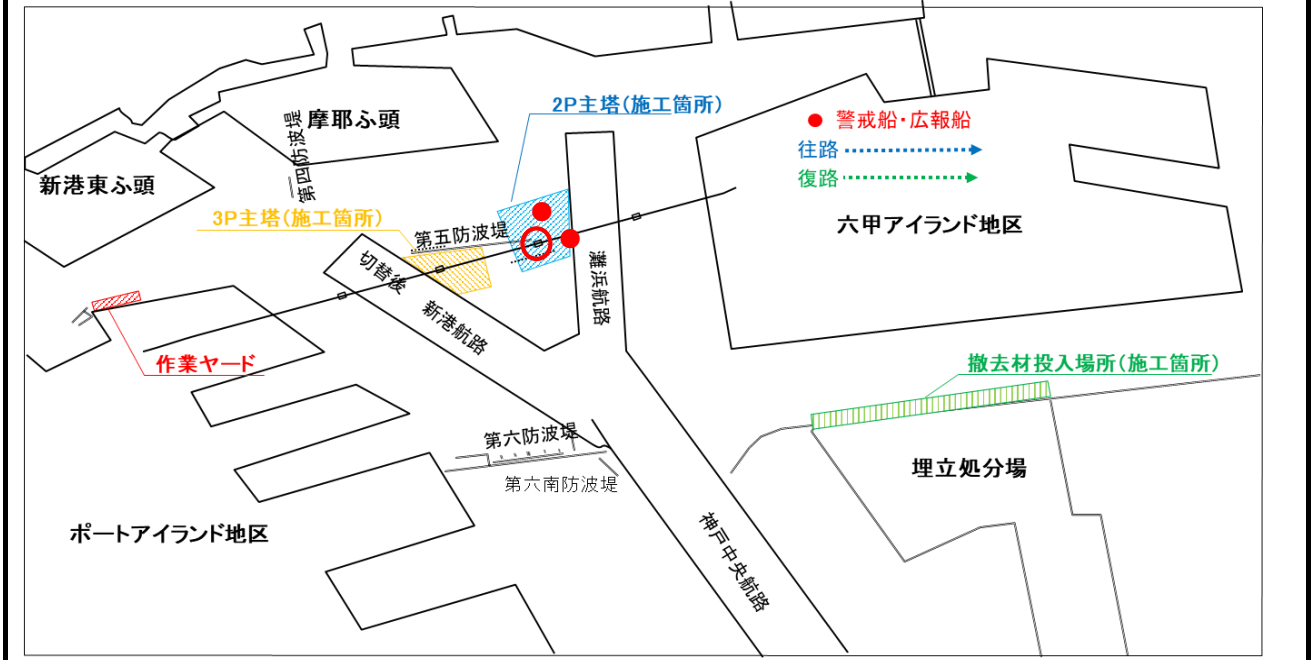 2P主塔(施工箇所)
第四防波堤
摩耶ふ頭
● 警戒船・広報船
往路
復路
新港東ふ頭
3P主塔(施工箇所)
第五防波堤
六甲アイランド地区
切替後 新港航路
灘浜航路
作業ヤード
撤去材投入場所(施工箇所)
第六防波堤
第六南防波堤
埋立処分場
ポートアイランド地区
神戸中央航路